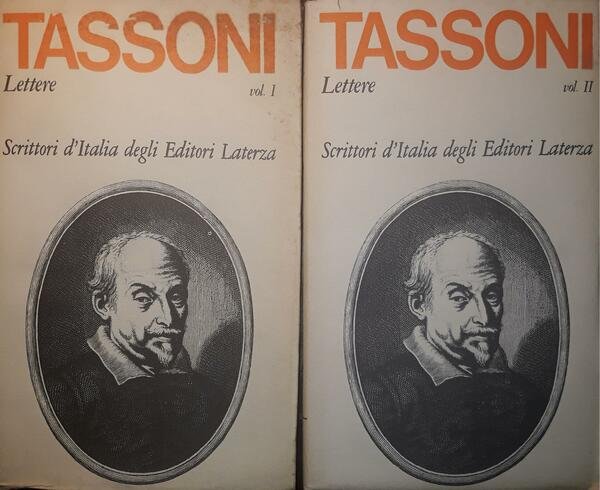 TASSONI
Lettere
vol. I
Scrittori d'Italia degli Editori Laterza
TASSONI
Lettere
vol. II
Scrittori d'Italia degli Editori Laterza